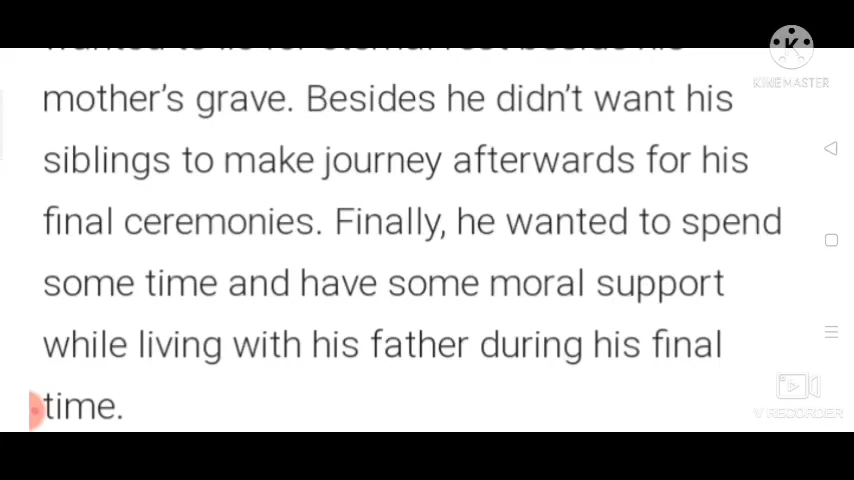 mother's grave. Besides he didn't want his
siblings to make journey afterwards for his
final ceremonies. Finally, he wanted to spend
some time and have some moral support
while living with his father during his final
time.
KINEMASTER
V RECORDER